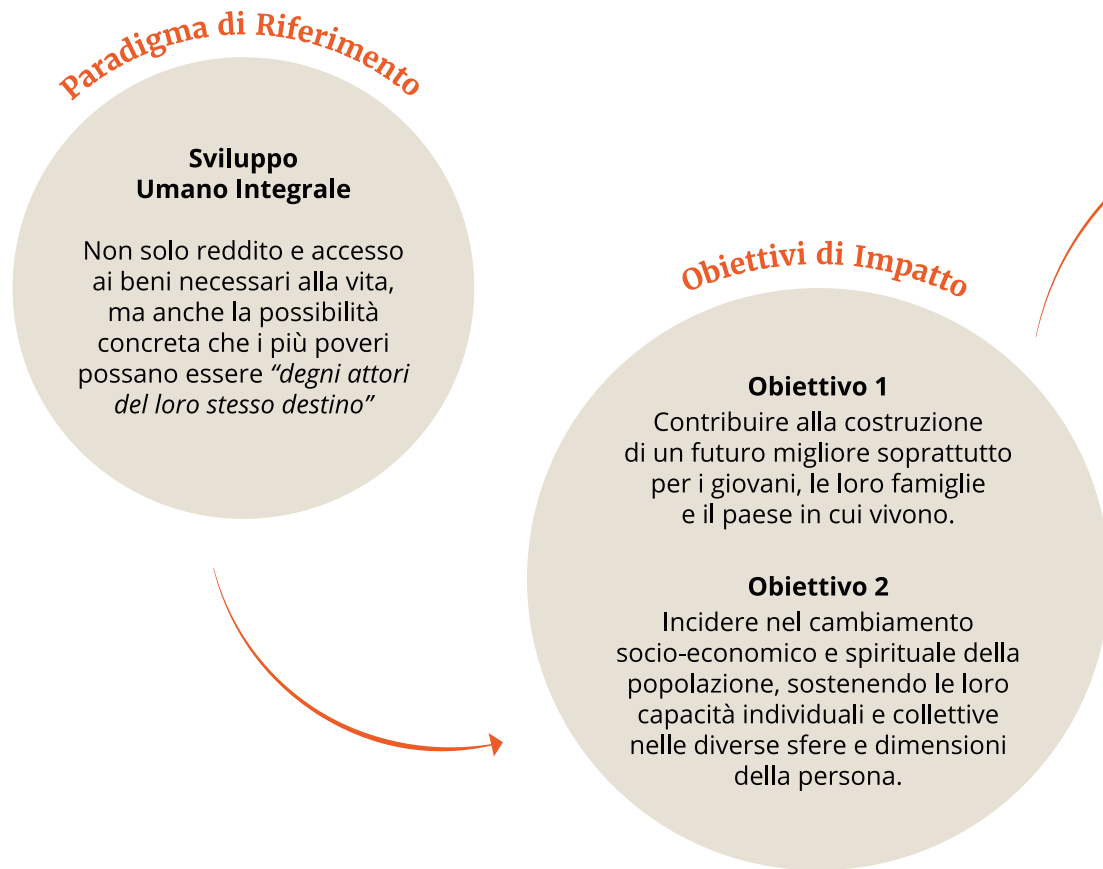 Paradigma di Riferimento
Sviluppo
Umano Integrale
Non solo reddito e accesso
ai beni necessari alla vita,
ma anche la possibilità
concreta che i più poveri
possano essere “degni attori
del loro stesso destino”
Obiettivi di Impatto
Obiettivo 1
Contribuire alla costruzione
di un futuro migliore soprattutto
per i giovani, le loro famiglie
e il paese in cui vivono.
Obiettivo 2
Incidere nel cambiamento
socio-economico e spirituale della
popolazione, sostenendo le loro
capacità individuali e collettive
nelle diverse sfere e dimensioni
della persona.